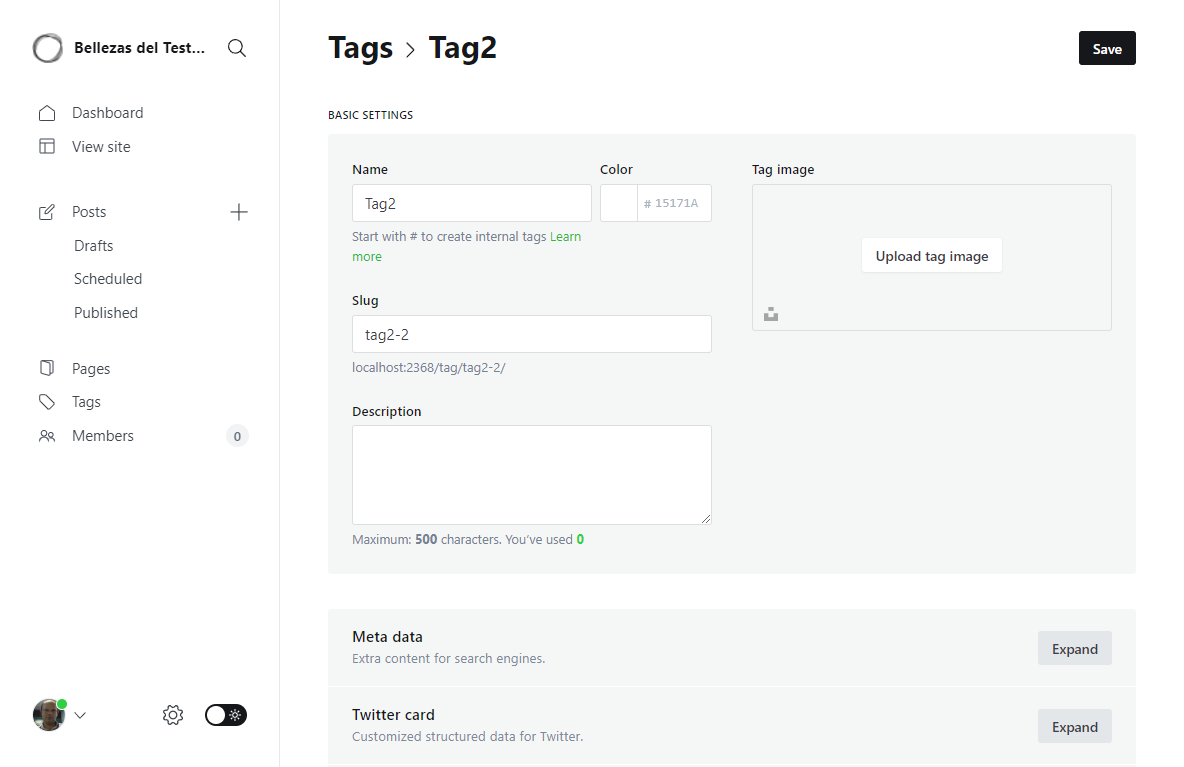 Bellezas del Test...
Dashboard
View site
Posts
Drafts
Scheduled
Published
Pages
Tags
Members 0
Tags > Tag2
Save
BASIC SETTINGS
Name
Tag2
Start with # to create internal tags Learn
more
Color
# 15171A
Slug
tag2-2
localhost:2368/tag/tag2-2/
Description
Maximum: 500 characters. You’ve used 0
Tag image
Upload tag image
Meta data
Extra content for search engines.
Expand
Twitter card
Customized structured data for Twitter.
Expand